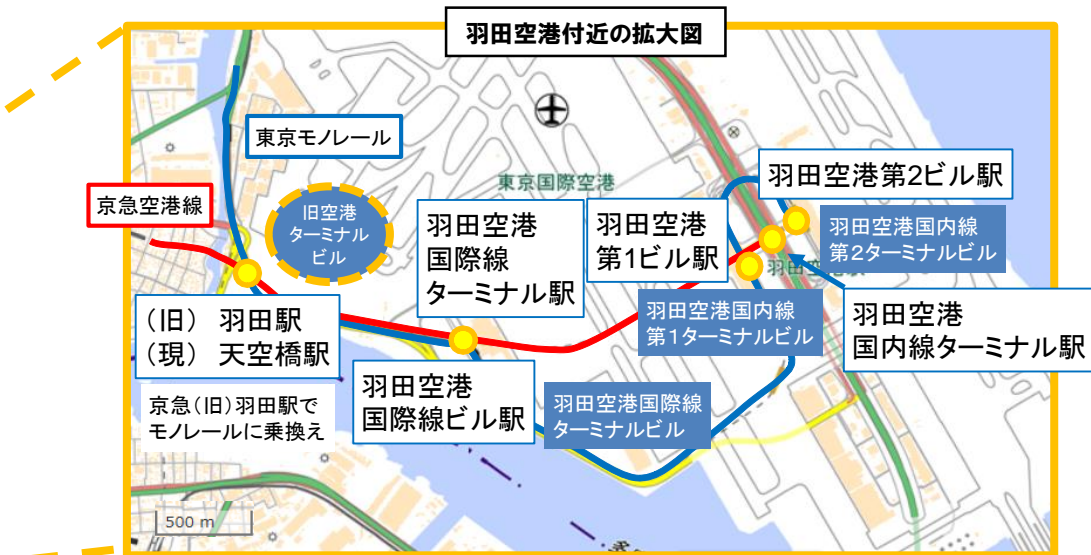 羽田空港付近の拡大図
東京モノレール
京急空港線
旧空港
ターミナル
ビル
東京国際空港
羽田空港
国際線
ターミナル駅
羽田空港
第1ビル駅
羽田空港第2ビル駅
羽田空港国内線
第2ターミナルビル
羽田空港国内線
第1ターミナルビル
羽田空港
国内線ターミナル駅
(旧) 羽田駅
(現) 天空橋駅
京急(旧)羽田駅で
モノレールに乗換え
羽田空港
国際線ビル駅
羽田空港国際線
ターミナルビル
500 m